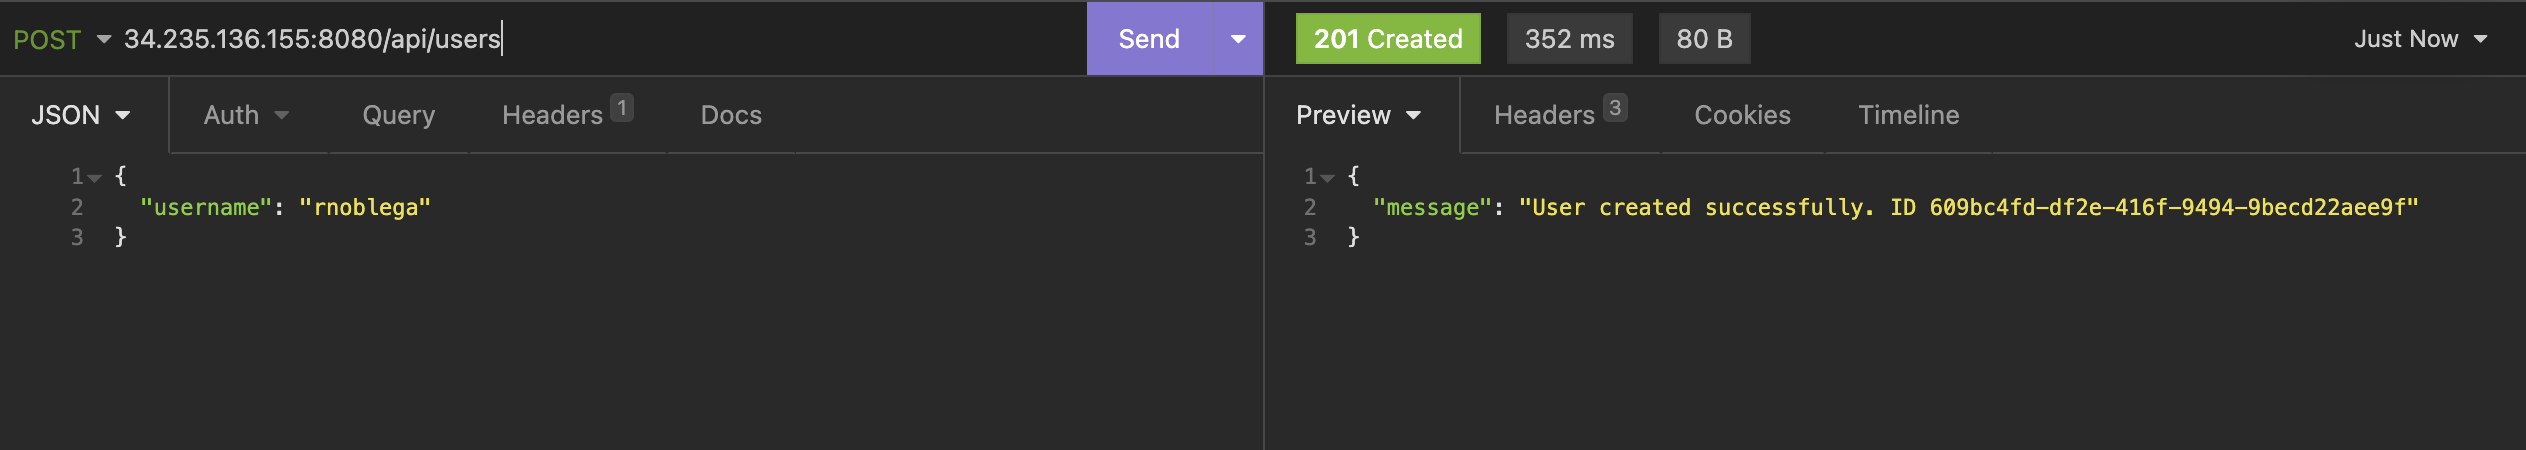 POST 34.235.136.155:8080/api/users Send 201 Created 352 ms 80 B Just Now
JSON Auth Query Headers 1 Docs Preview Headers 3 Cookies Timeline
1 {
2 "username": "rnoblega"
3 }
1 {
2 "message": "User created successfully. ID 609bc4fd-df2e-416f-9494-9becd22aee9f"
3 }